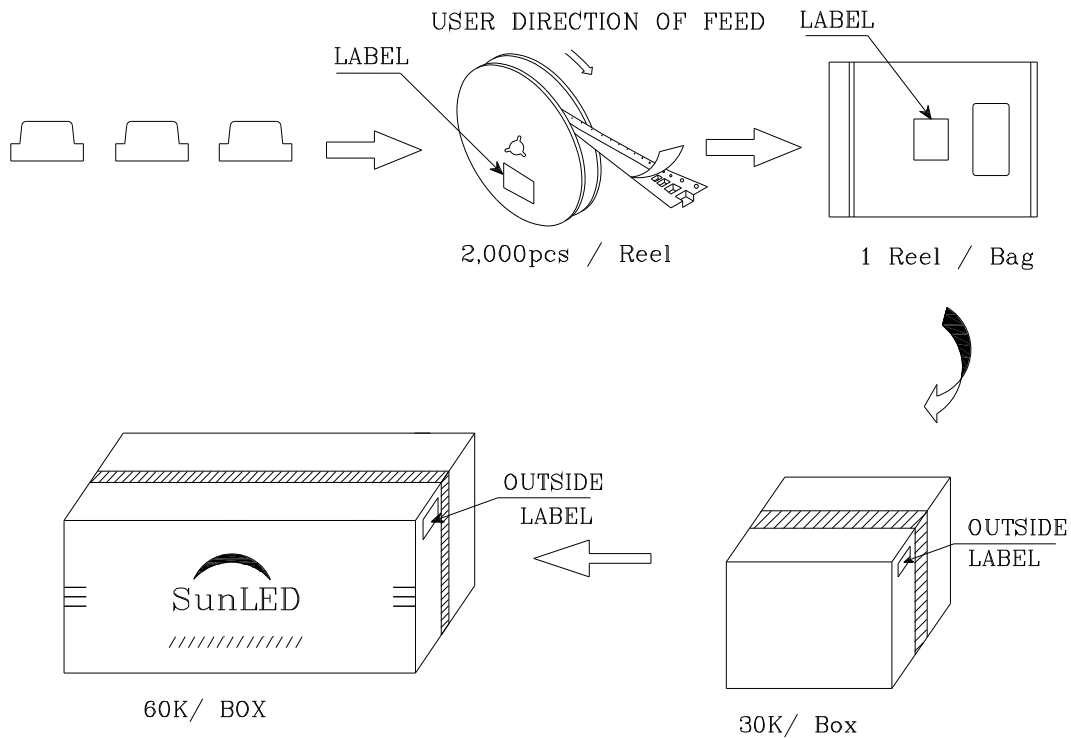 USER DIRECTION OF FEED
LABEL
LABEL
2,000pcs / Reel
1 Reel / Bag
OUTSIDE
LABEL
OUTSIDE
LABEL
SunLED
60K/ BOX
30K/ Box